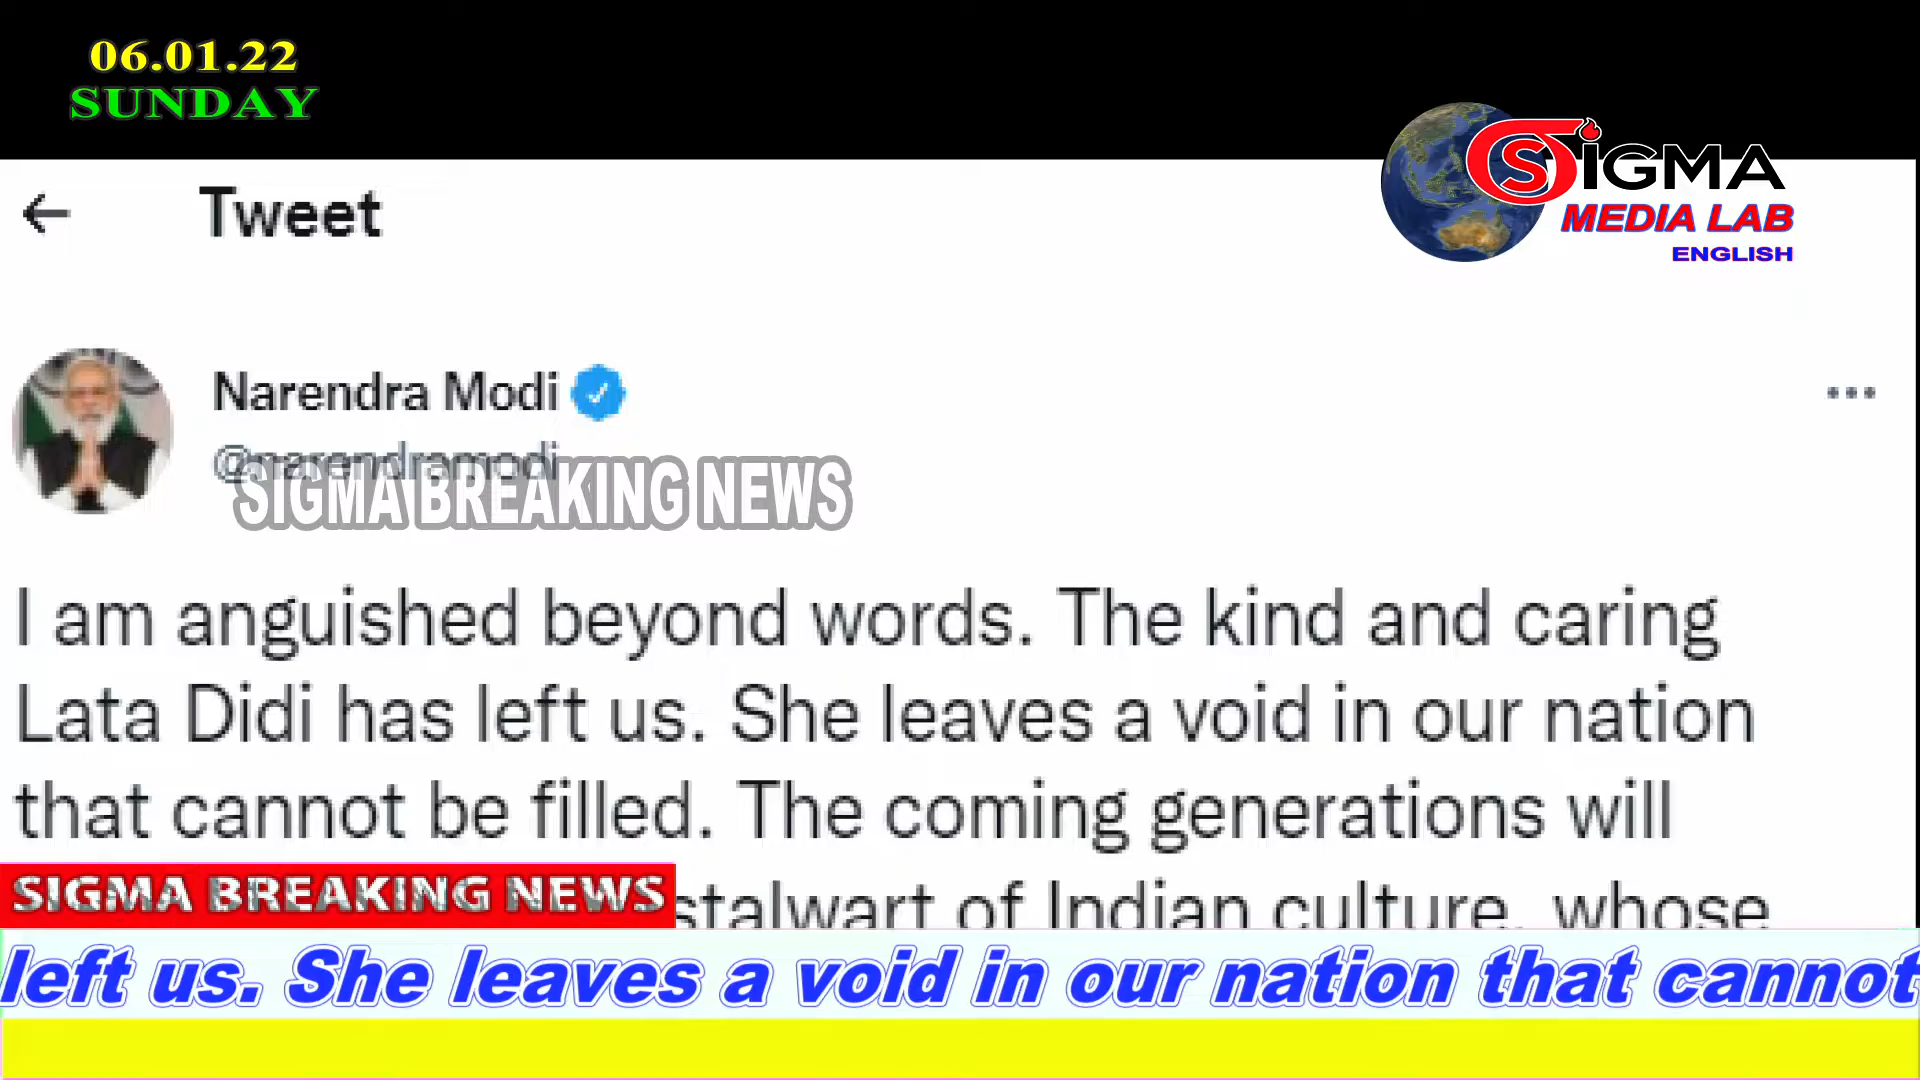 06.01.22
SUNDAY
SIGMA
MEDIA LAB
ENGLISH
Tweet
Narendra Modi
@narendramodi
SIGMA BREAKING NEWS
I am anguished beyond words. The kind and caring
Lata Didi has left us. She leaves a void in our nation
that cannot be filled. The coming generations will
SIGMA BREAKING NEWS
stalwart of Indian culture, whose
left us. She leaves a void in our nation that cannot